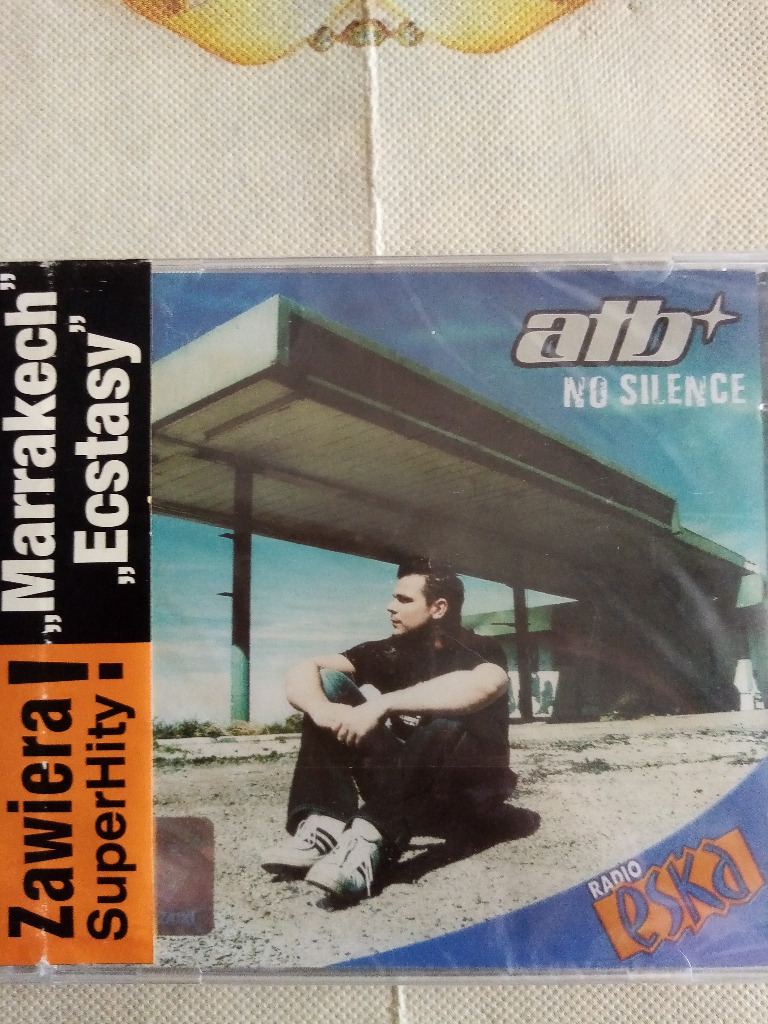 „Marrakech”
„Ecstasy”
Zawiera!
SuperHity
atb
NO SILENCE
RADIO
eska